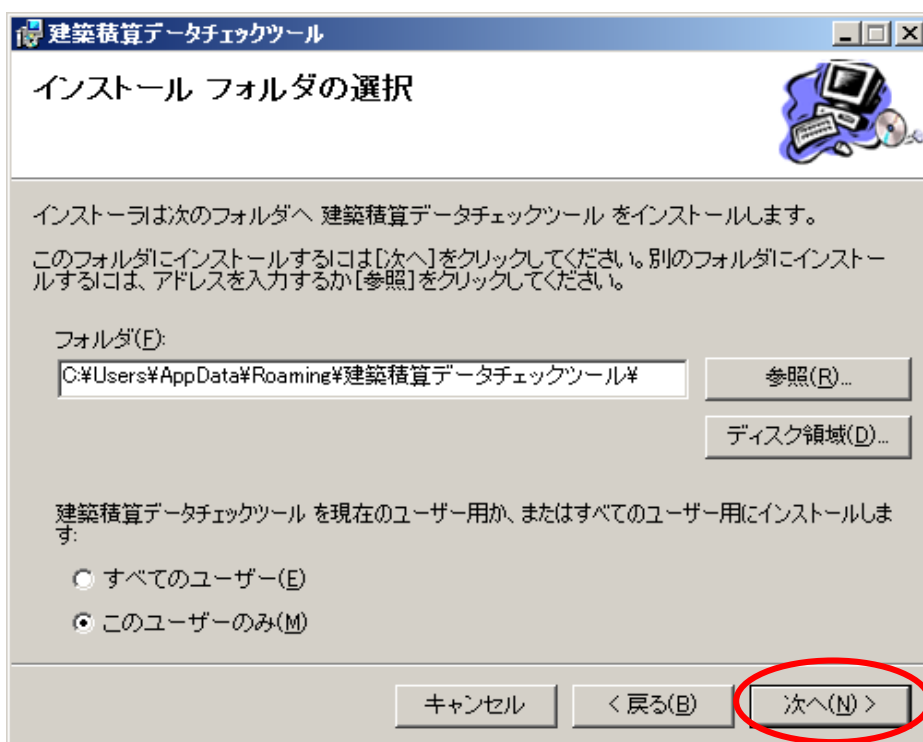 建築積算データチェックツール
インストール フォルダの選択
インストーラは次のフォルダへ 建築積算データチェックツール をインストールします。
このフォルダにインストールするには[次へ]をクリックしてください。別のフォルダにインストー
ルするには、アドレスを入力するか[参照]をクリックしてください。
フォルダ(F):
C:¥Users¥AppData¥Roaming¥建築積算データチェックツール¥
参照(R)...
ディスク領域(D)...
建築積算データチェックツール を現在のユーザー用か、またはすべてのユーザー用にインストールしま
す:
すべてのユーザー(E)
このユーザーのみ(M)
キャンセル
< 戻る(B)
次へ(N) >